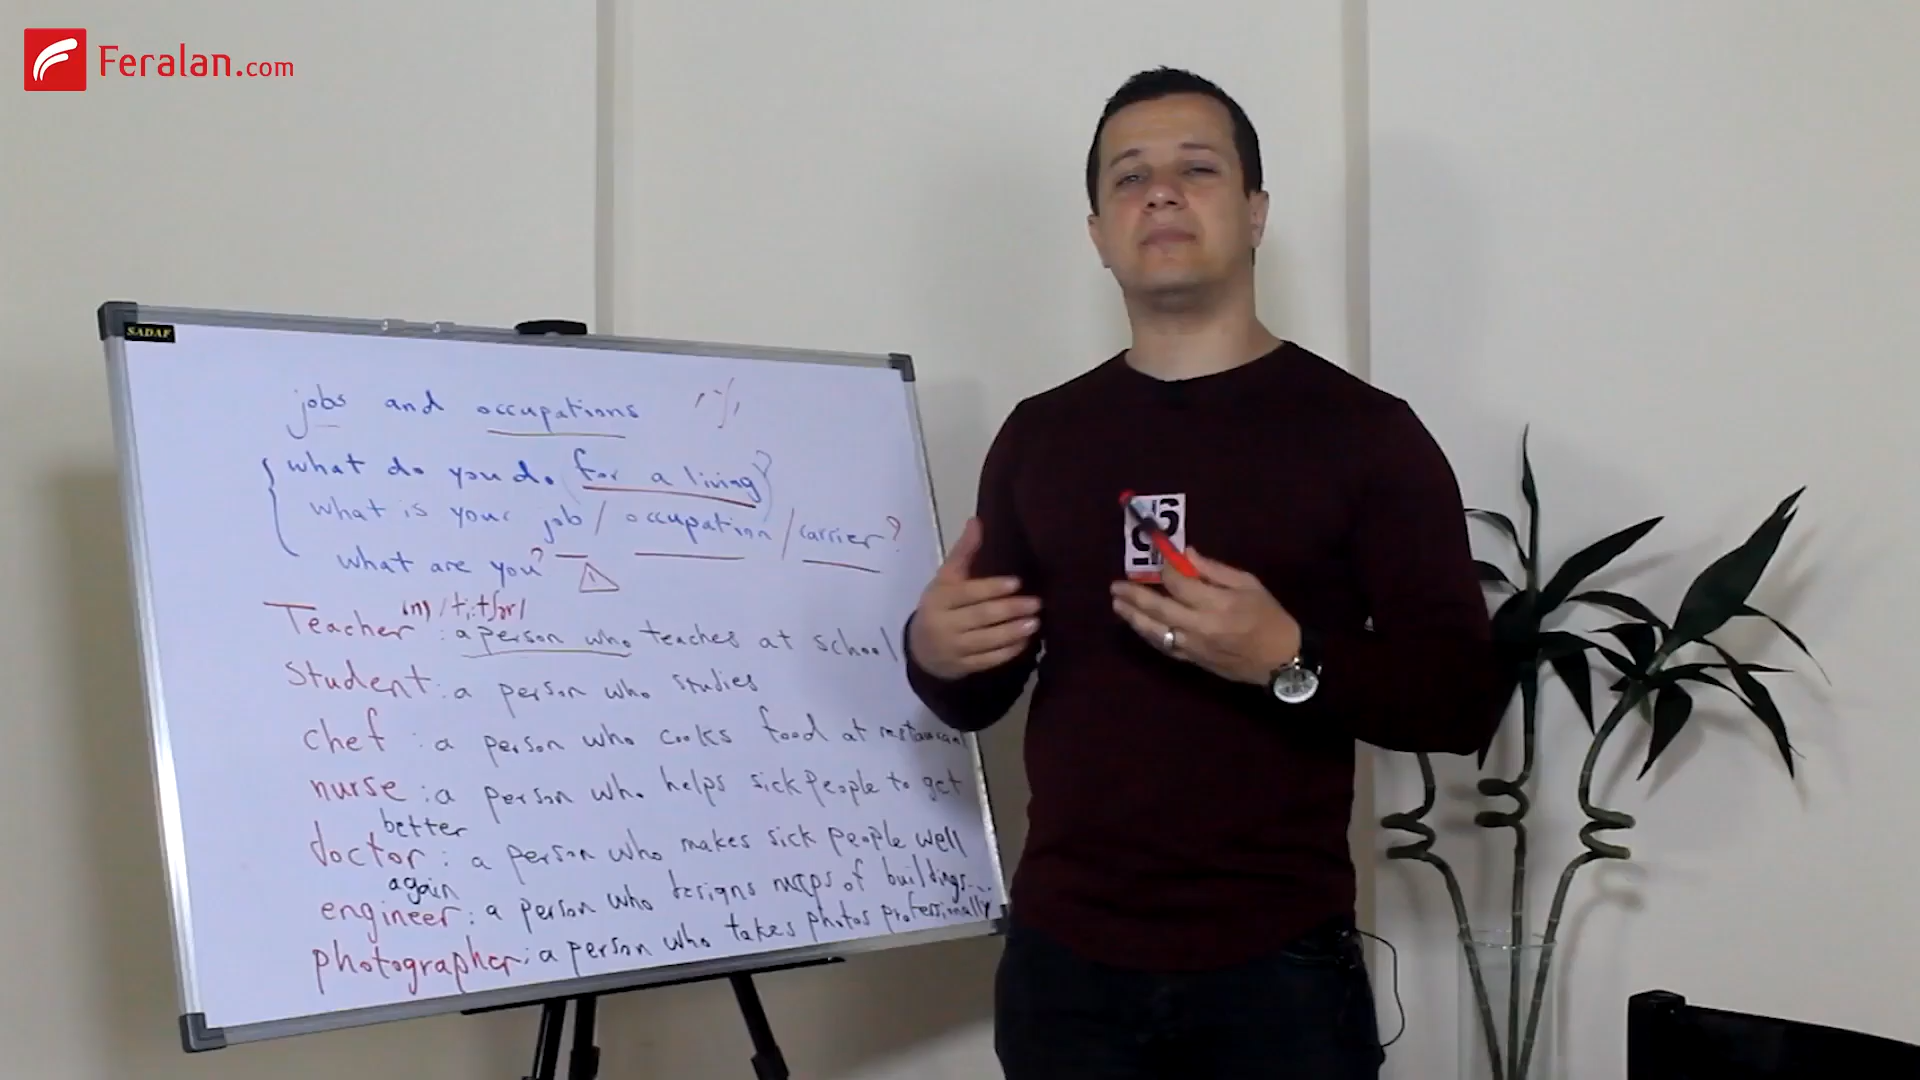 Feralan.com
SADAF
jobs and occupations
what do you do (for a living)?
what is your job / occupation / carrier?
what are you?
(n) /ti:tʃər/
Teacher : a person who teaches at school
Student : a person who studies
chef : a person who cooks food at restaurant
nurse : a person who helps sick people to get
better
doctor : a person who makes sick people well
again
engineer : a person who designs maps of buildings...
photographer : a person who takes photos professionally